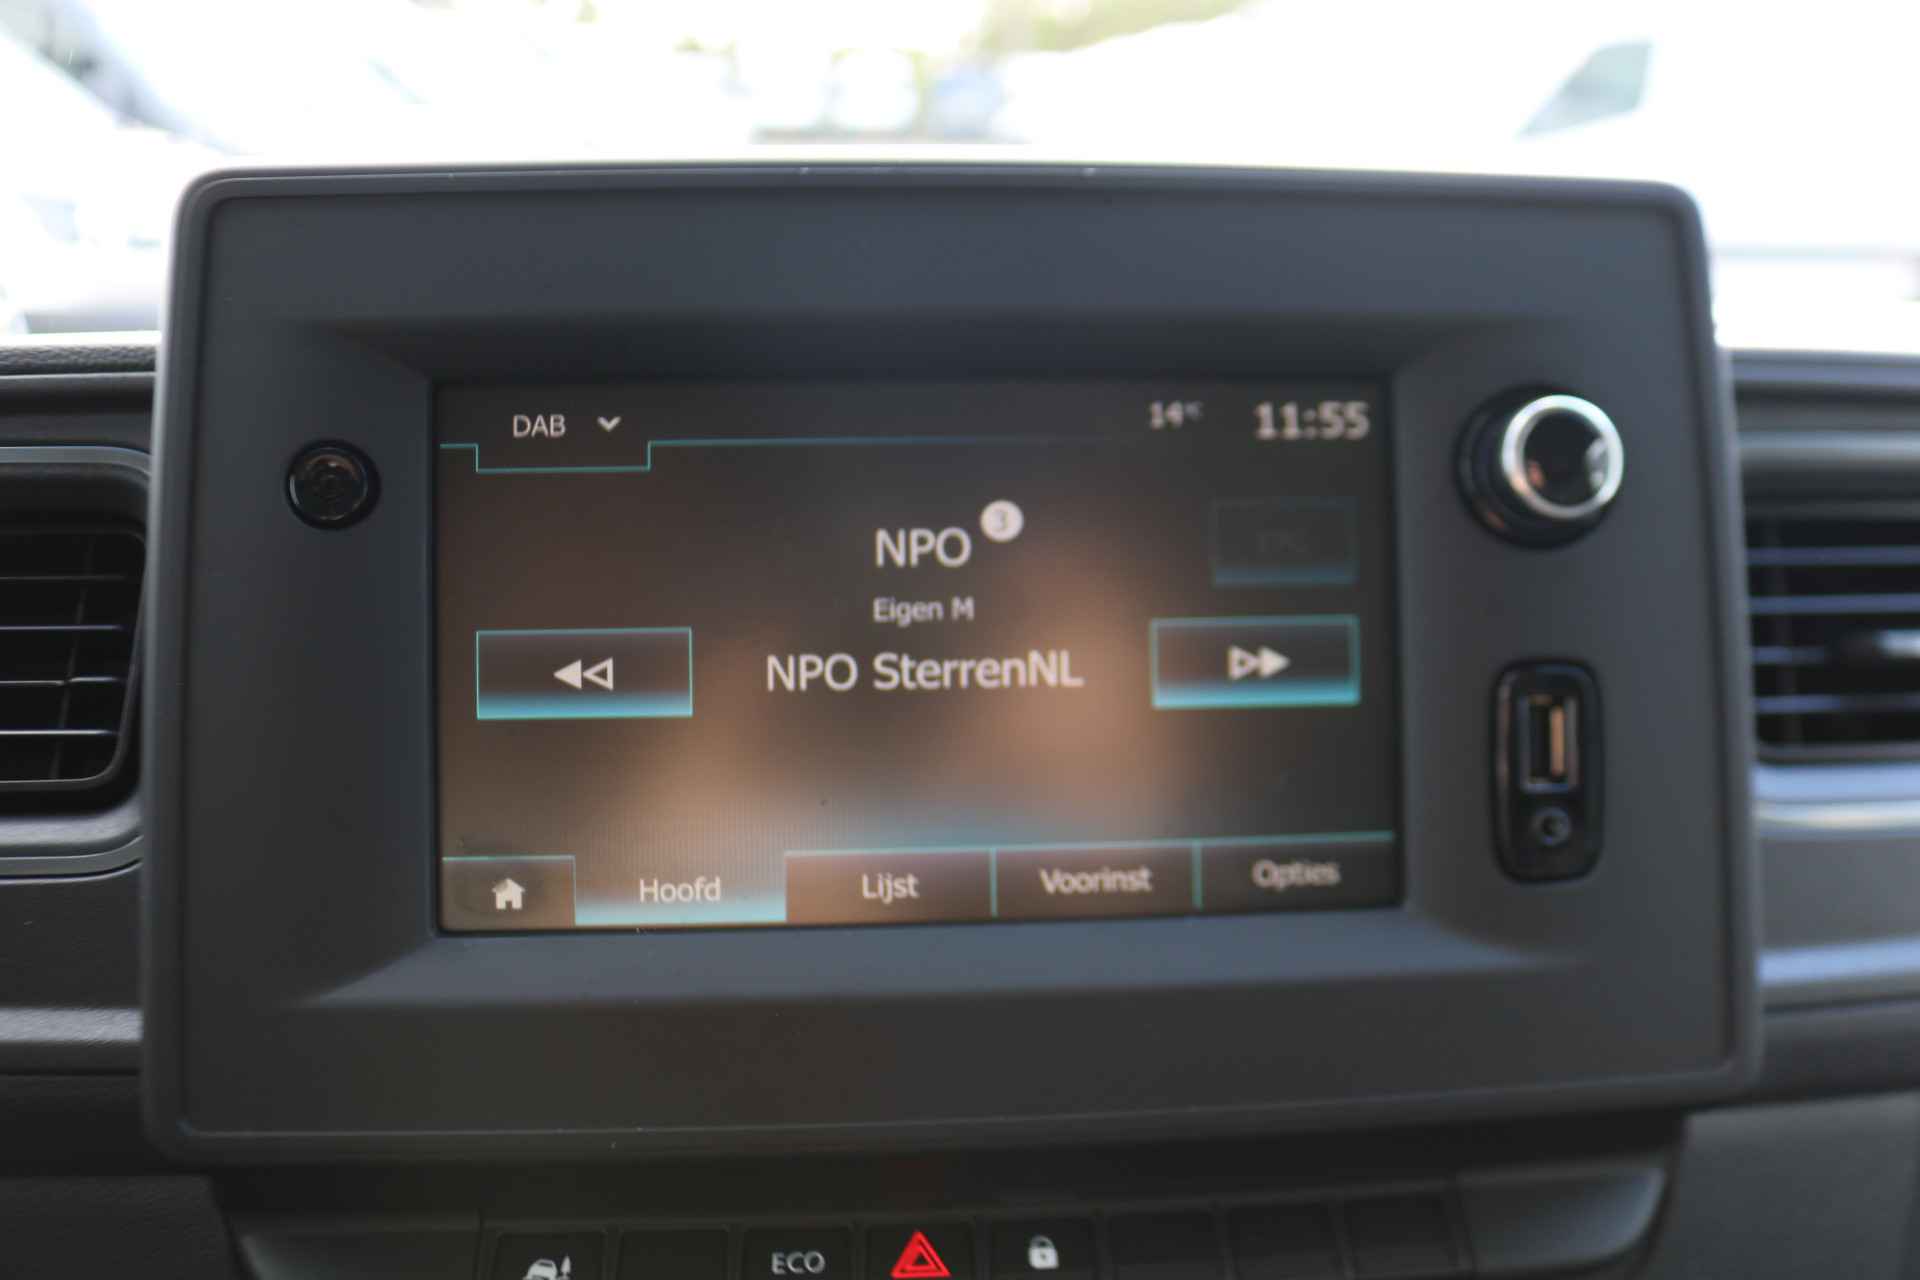 DAB
14°C
11:55
NPO 3
Eigen M
NPO SterrenNL
Hoofd
Lijst
Voorinst
Opties
ECO